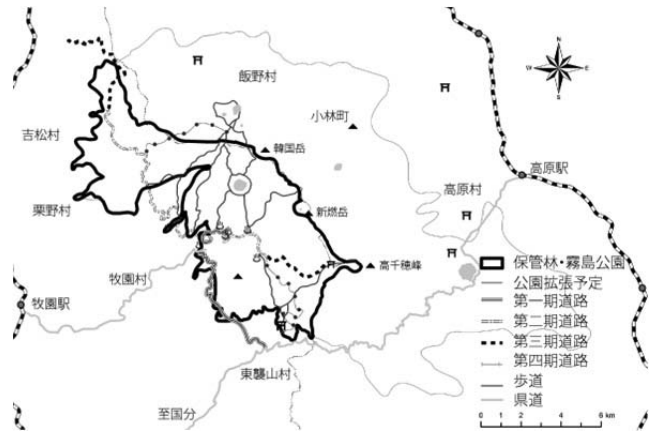 N
W E
S
飯野村
小林町
吉松村
韓国岳
高原駅
栗野村
高原村
新燃岳
高千穂峰
牧園村
牧園駅
東襲山村
至国分
保管林・霧島公園
公園拡張予定
第一期道路
第二期道路
第三期道路
第四期道路
歩道
県道
0 1 2 4 6 km